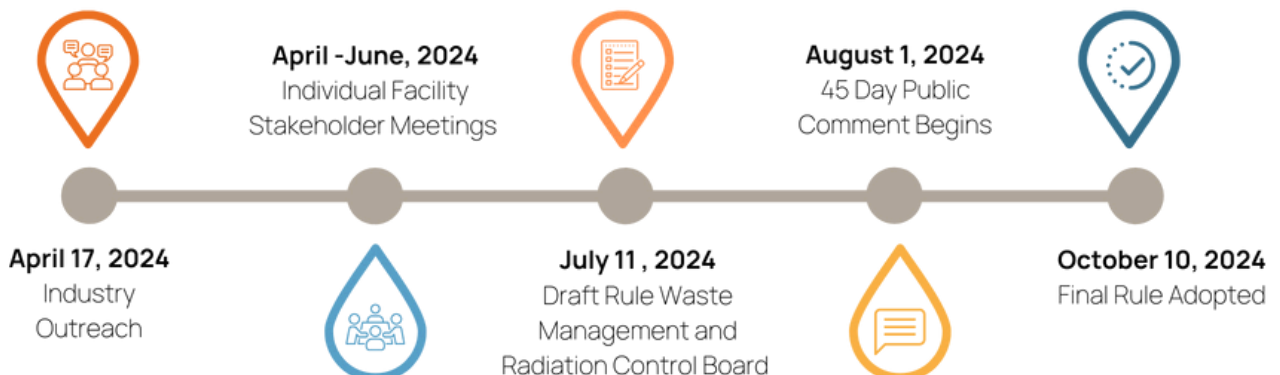 April 17, 2024
Industry
Outreach
April -June, 2024
Individual Facility
Stakeholder Meetings
July 11 , 2024
Draft Rule Waste
Management and
Radiation Control Board
August 1, 2024
45 Day Public
Comment Begins
October 10, 2024
Final Rule Adopted